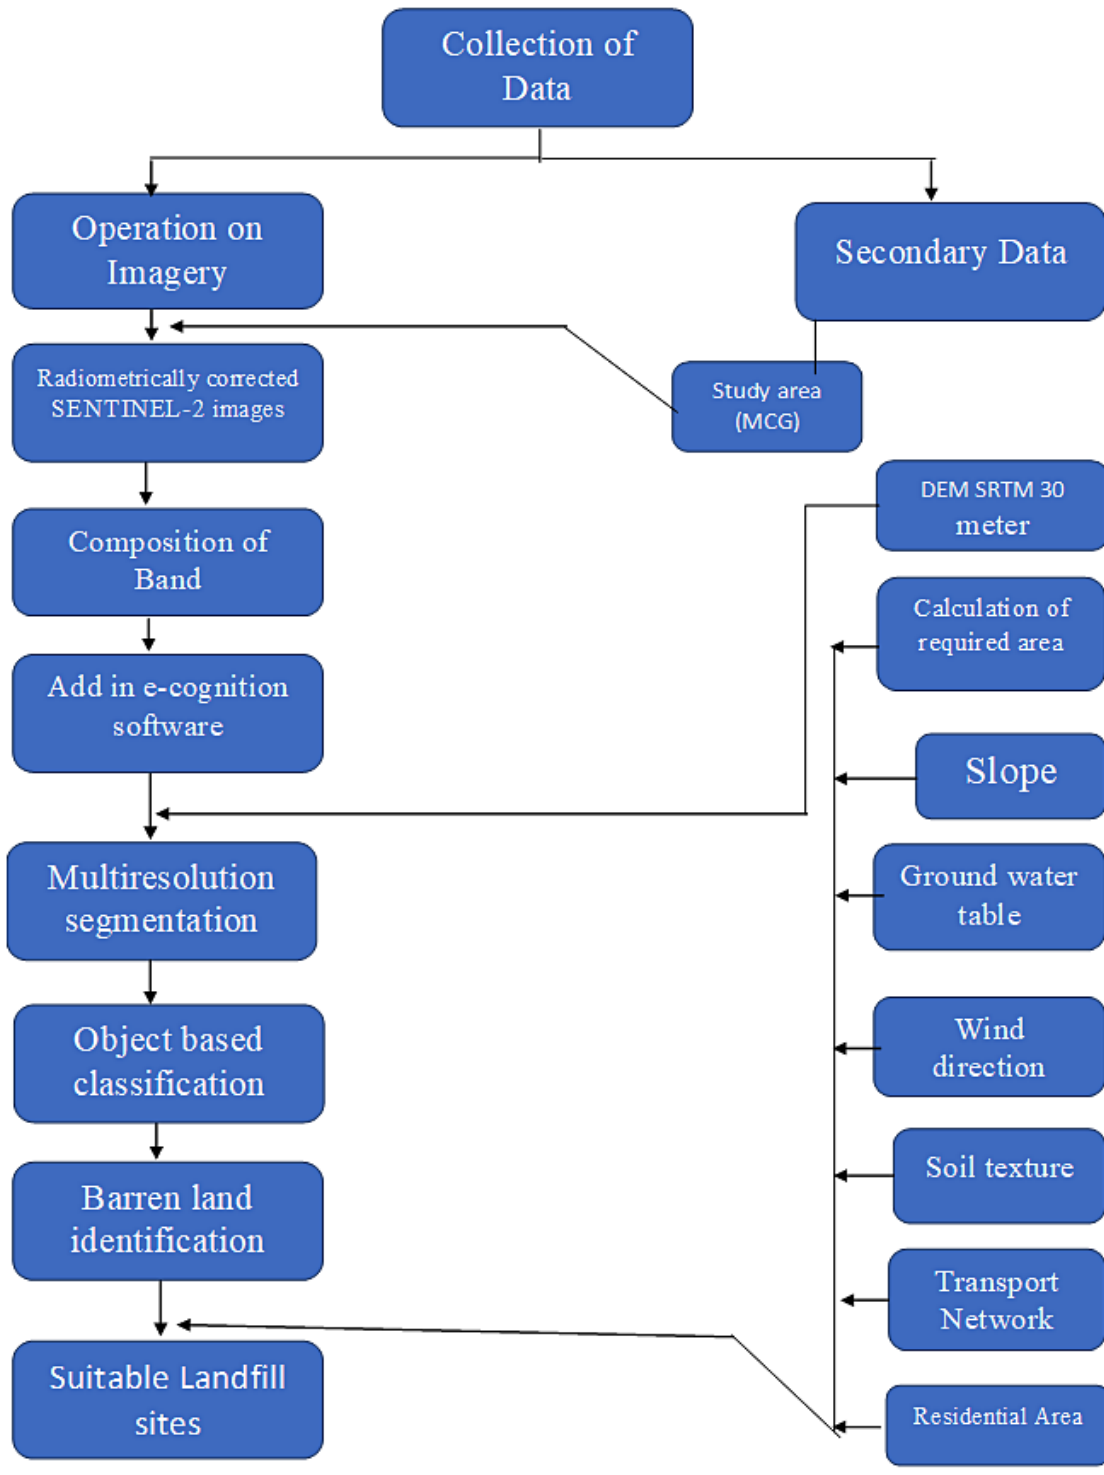 Collection of
Data
Operation on
Imagery
Secondary Data
Radiometrically corrected
SENTINEL-2 images
Study area
(MCG)
DEM SRTM 30
meter
Composition of
Band
Calculation of
required area
Add in e-cognition
software
Slope
Multiresolution
segmentation
Ground water
table
Object based
classification
Wind
direction
Barren land
identification
Soil texture
Transport
Network
Suitable Landfill
sites
Residential Area